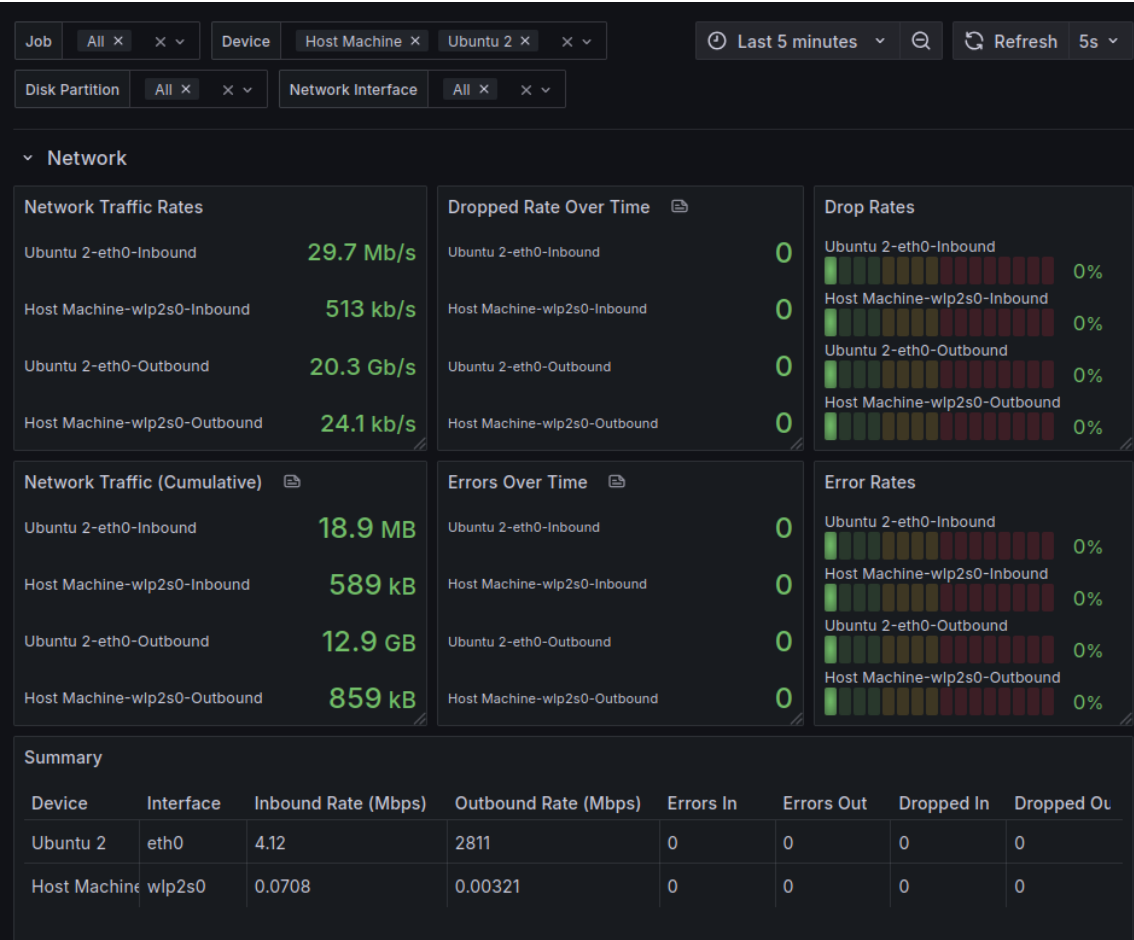 Job All Device Host Machine Ubuntu 2 Last 5 minutes Refresh 5s
Disk Partition All Network Interface All
Network
Network Traffic Rates
Ubuntu 2-eth0-Inbound 29.7 Mb/s
Host Machine-wlp2s0-Inbound 513 kb/s
Ubuntu 2-eth0-Outbound 20.3 Gb/s
Host Machine-wlp2s0-Outbound 24.1 kb/s
Dropped Rate Over Time
Ubuntu 2-eth0-Inbound 0
Host Machine-wlp2s0-Inbound 0
Ubuntu 2-eth0-Outbound 0
Host Machine-wlp2s0-Outbound 0
Drop Rates
Ubuntu 2-eth0-Inbound
0%
Host Machine-wlp2s0-Inbound
0%
Ubuntu 2-eth0-Outbound
0%
Host Machine-wlp2s0-Outbound
0%
Network Traffic (Cumulative)
Ubuntu 2-eth0-Inbound 18.9 MB
Host Machine-wlp2s0-Inbound 589 kB
Ubuntu 2-eth0-Outbound 12.9 GB
Host Machine-wlp2s0-Outbound 859 kB
Errors Over Time
Ubuntu 2-eth0-Inbound 0
Host Machine-wlp2s0-Inbound 0
Ubuntu 2-eth0-Outbound 0
Host Machine-wlp2s0-Outbound 0
Error Rates
Ubuntu 2-eth0-Inbound
0%
Host Machine-wlp2s0-Inbound
0%
Ubuntu 2-eth0-Outbound
0%
Host Machine-wlp2s0-Outbound
0%
Summary
Device Interface Inbound Rate (Mbps) Outbound Rate (Mbps) Errors In Errors Out Dropped In Dropped Ou
Ubuntu 2 eth0 4.12 2811 0 0 0 0
Host Machine wlp2s0 0.0708 0.00321 0 0 0 0